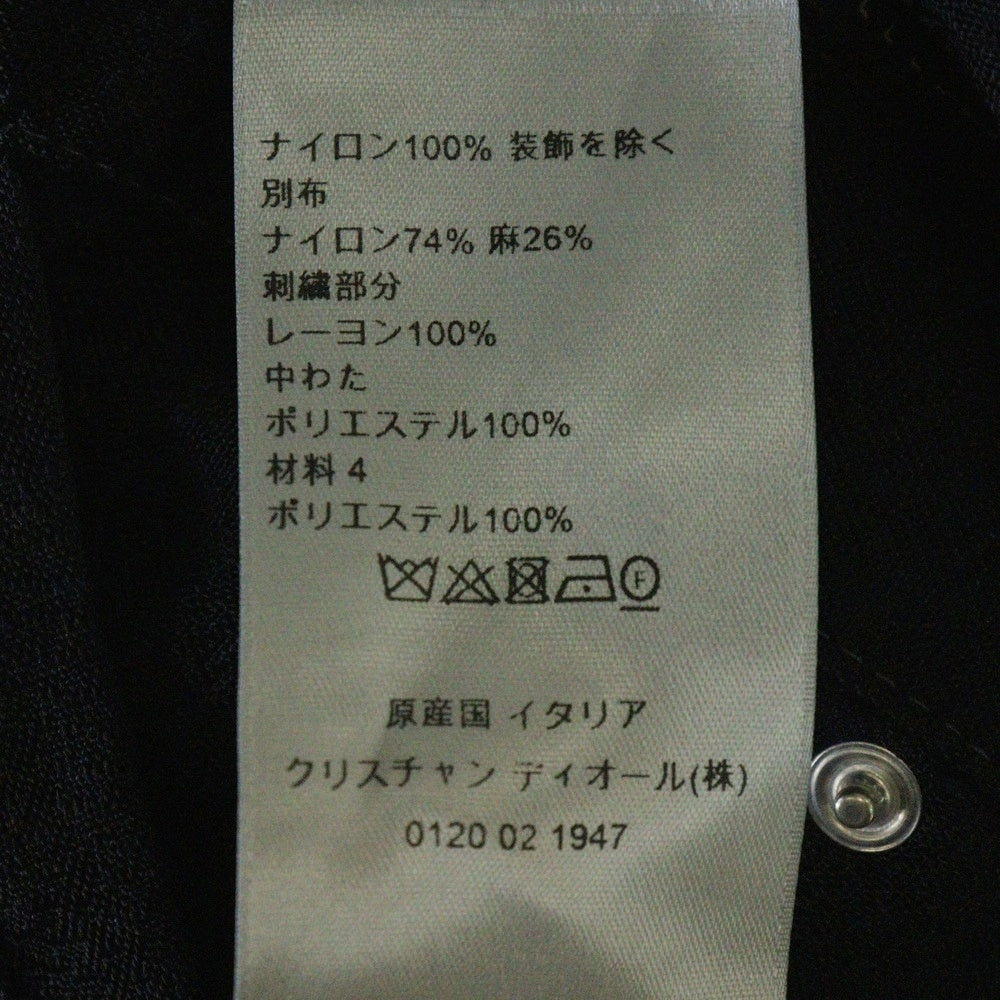 ナイロン100% 装飾を除く
別布
ナイロン74% 麻26%
刺繍部分
レーヨン100%
中わた
ポリエステル100%
材料 4
ポリエステル100%
F
原産国 イタリア
クリスチャン ディオール(株)
0120 02 1947